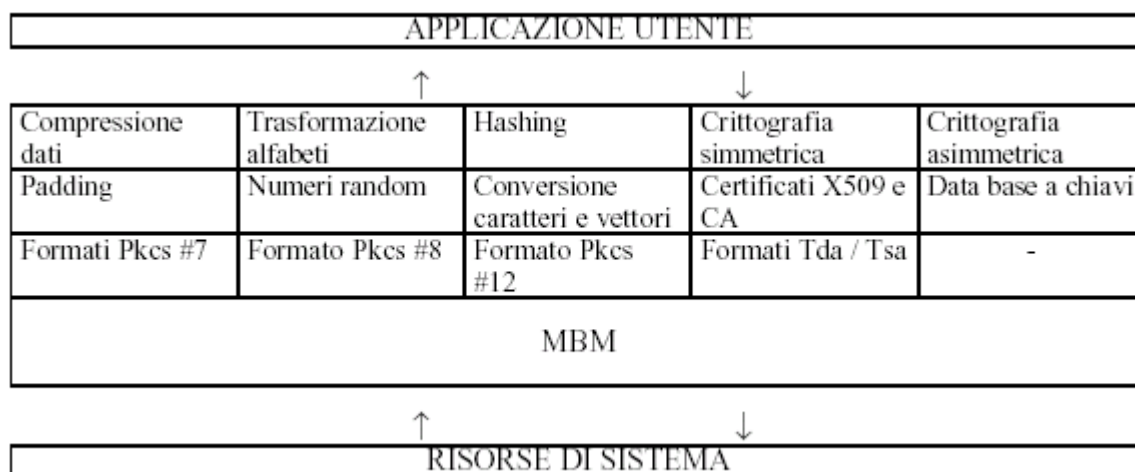 APPLICAZIONE UTENTE
↑ ↓
Compressione dati
Trasformazione alfabeti
Hashing
Crittografia simmetrica
Crittografia asimmetrica
Padding
Numeri random
Conversione caratteri e vettori
Certificati X509 e CA
Data base a chiavi
Formati Pkcs #7
Formato Pkcs #8
Formato Pkcs #12
Formati Tda / Tsa
-
MBM
↑ ↓
RISORSE DI SISTEMA